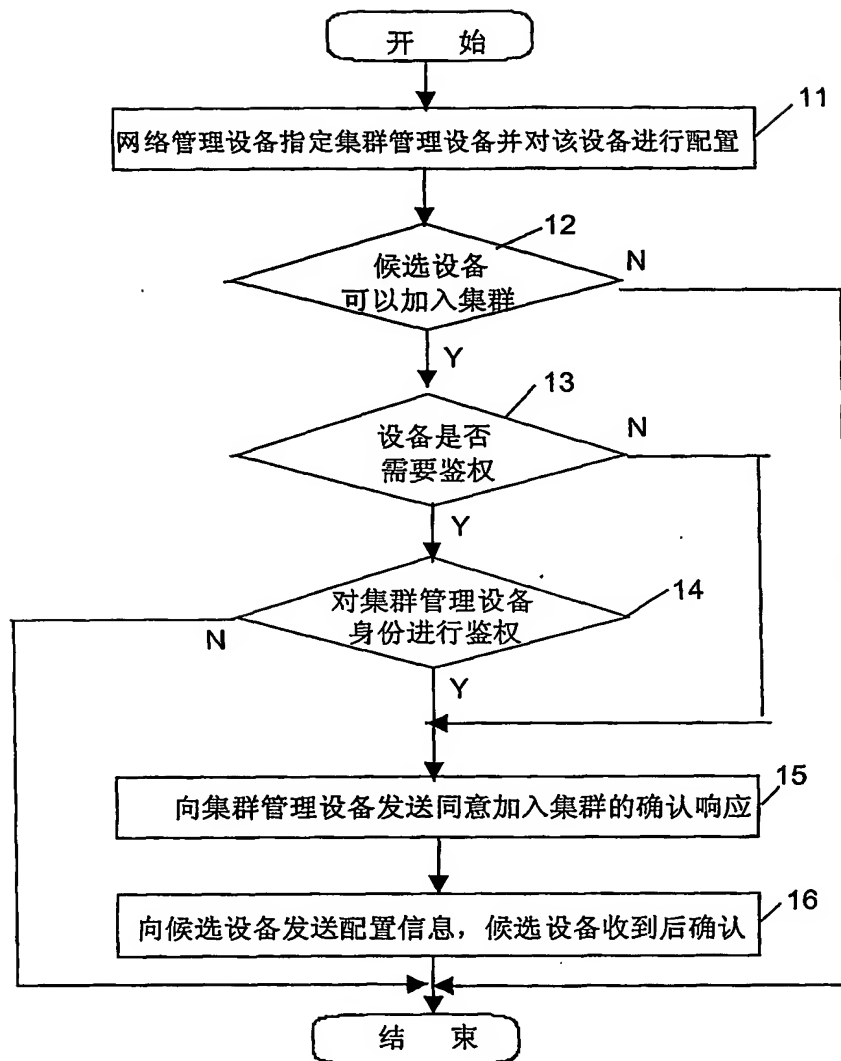 开 始
11
网络管理设备指定集群管理设备并对该设备进行配置
12
候选设备
可以加入集群
N
Y
13
设备是否
需要鉴权
N
Y
14
对集群管理设备
身份进行鉴权
N
Y
15
向集群管理设备发送同意加入集群的确认响应
16
向候选设备发送配置信息，候选设备收到后确认
结 束